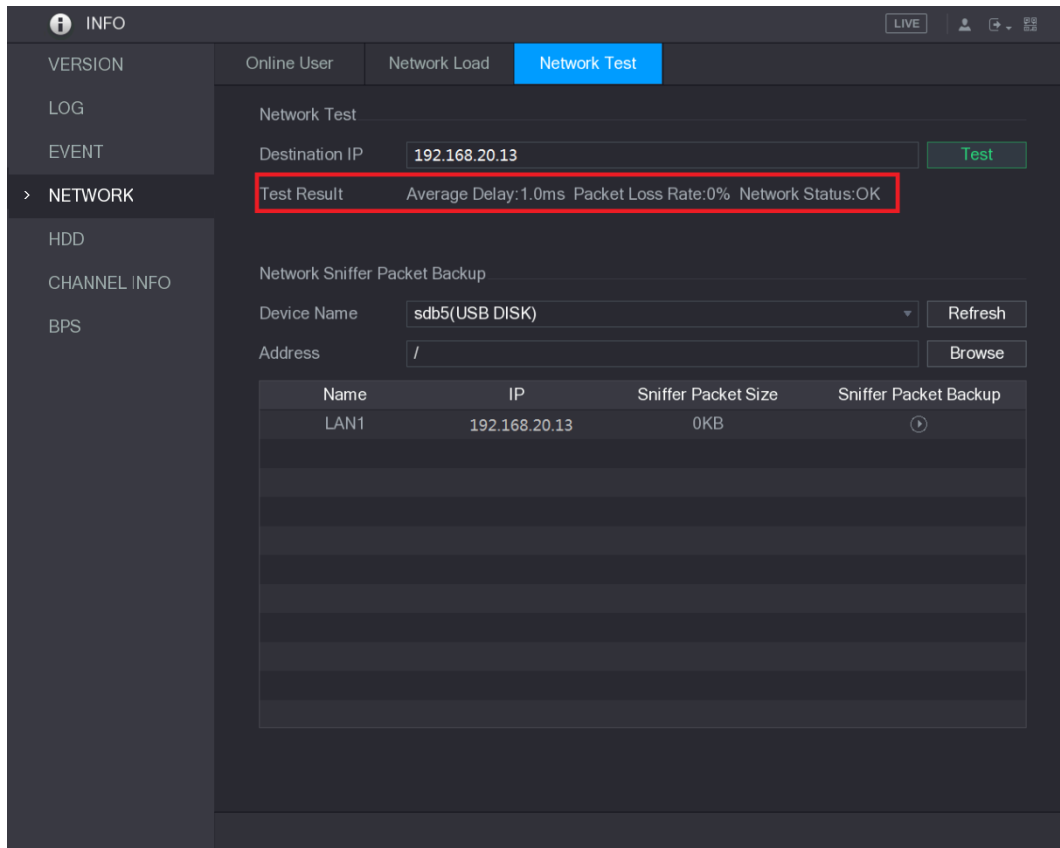 INFO LIVE
VERSION
LOG
EVENT
NETWORK
HDD
CHANNEL INFO
BPS
Online User Network Load Network Test
Network Test
Destination IP 192.168.20.13 Test
Test Result Average Delay:1.0ms Packet Loss Rate:0% Network Status:OK
Network Sniffer Packet Backup
Device Name sdb5(USB DISK) Refresh
Address / Browse
Name IP Sniffer Packet Size Sniffer Packet Backup
LAN1 192.168.20.13 0KB